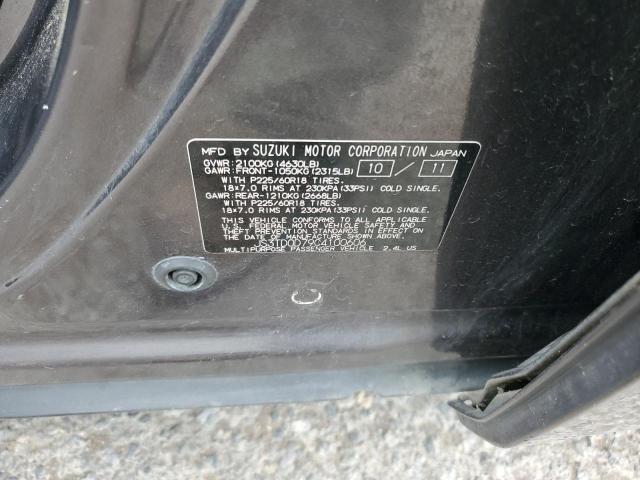 MFD BY SUZUKI MOTOR CORPORATION JAPAN
GVWR: 2100KG (4630LB)
GAWR: FRONT-1050KG (2315LB) 10 / 11
WITH P225/60R18 TIRES.
18×7.0 RIMS AT 230KPA (33PSI) COLD SINGLE.
GAWR: REAR-1210KG (2668LB)
WITH P225/60R18 TIRES.
18×7.0 RIMS AT 230KPA (33PSI) COLD SINGLE.
THIS VEHICLE CONFORMS TO ALL APPLICABLE
U.S. FEDERAL MOTOR VEHICLE SAFETY AND
THEFT PREVENTION STANDARDS IN EFFECT ON
THE DATE OF MANUFACTURE SHOWN ABOVE.
JS3TD0D79C4100606
MULTIPURPOSE PASSENGER VEHICLE 2.4L US